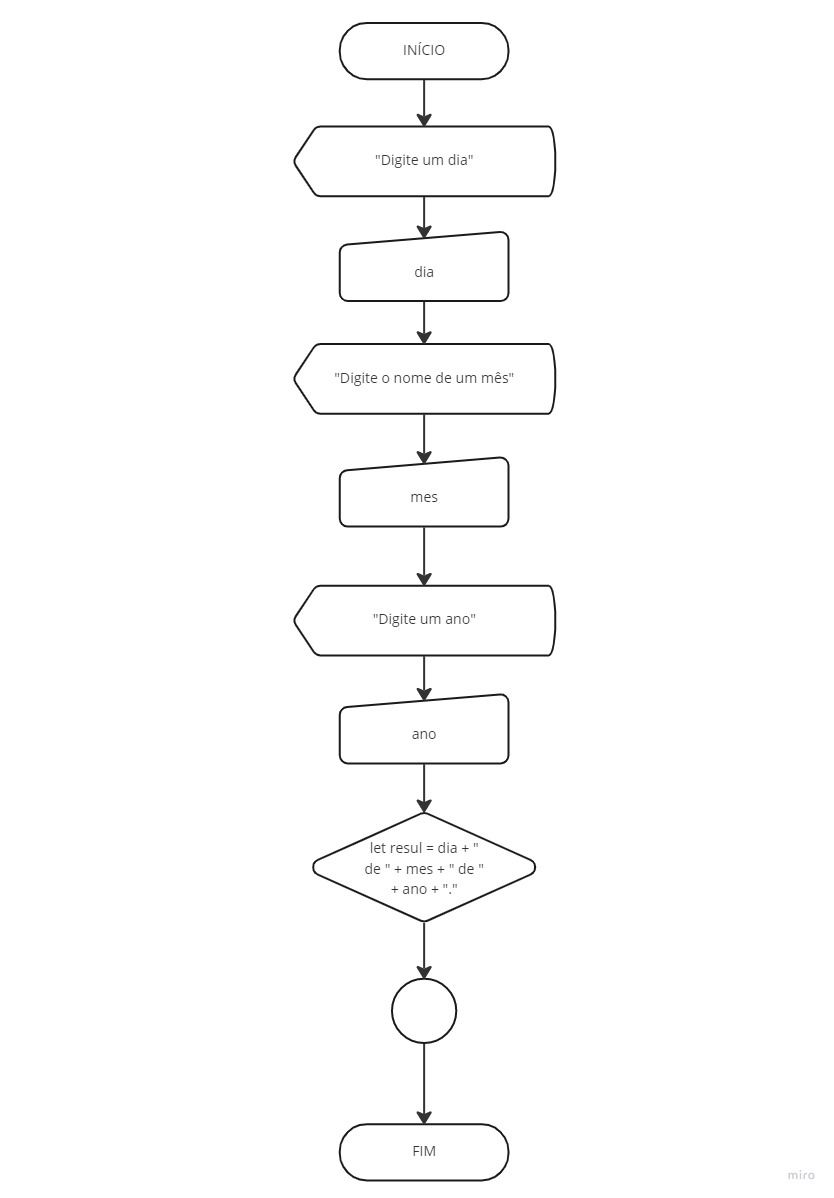 INÍCIO
"Digite um dia"
dia
"Digite o nome de um mês"
mes
"Digite um ano"
ano
let resul = dia + "
de " + mes + " de "
+ ano + "."
FIM
miro